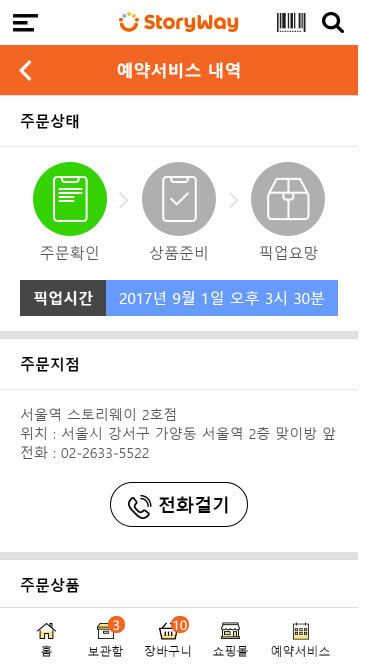 StoryWay
예약서비스 내역
주문상태
주문확인
상품준비
픽업요망
픽업시간 2017년 9월 1일 오후 3시 30분
주문지점
서울역 스토리웨이 2호점
위치 : 서울시 강서구 가양동 서울역 2층 맞이방 앞
전화 : 02-2633-5522
전화걸기
주문상품
3
10
홈
보관함
장바구니
쇼핑몰
예약서비스